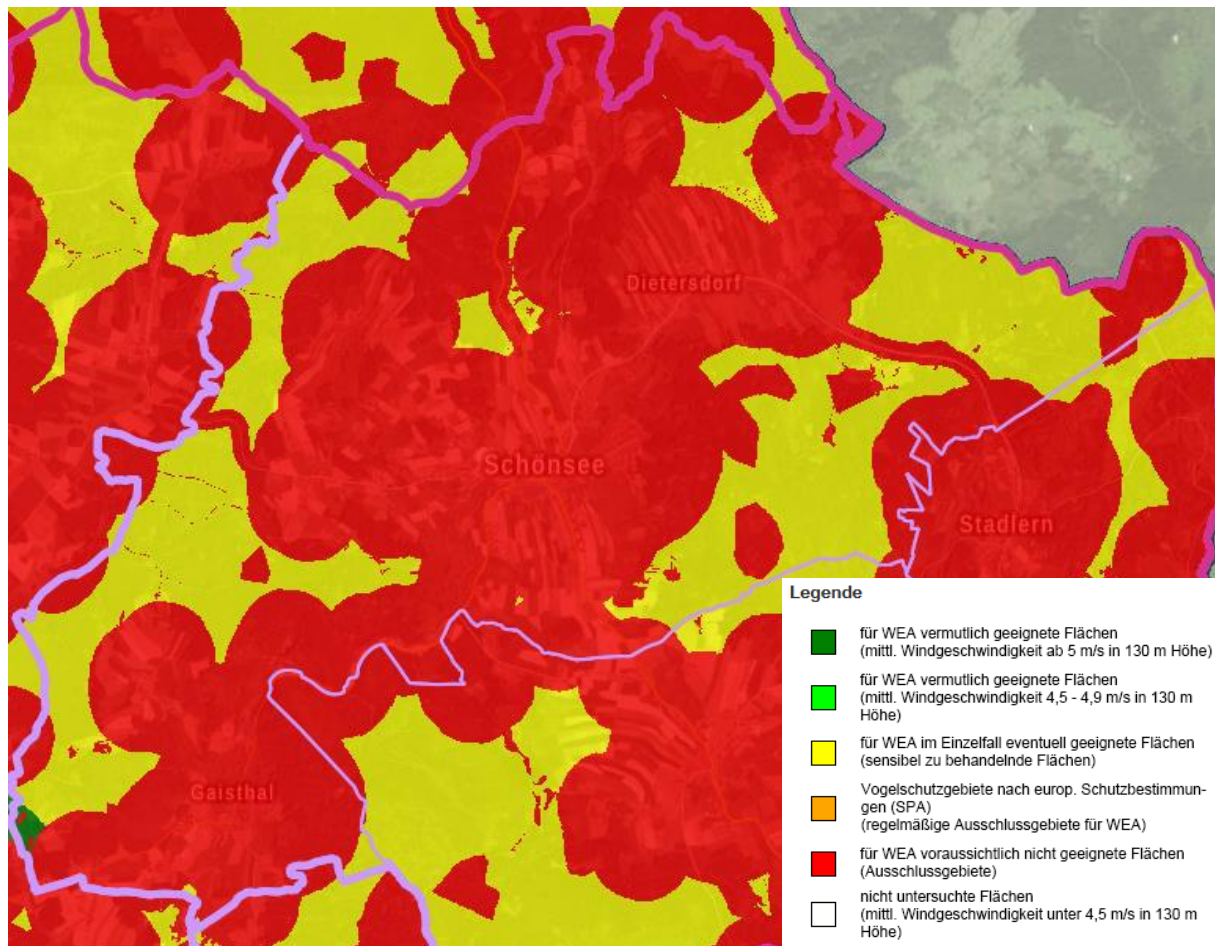 Dietersdorf
Schönsee
Stadlern
Gaisthal
Legende
für WEA vermutlich geeignete Flächen
(mittl. Windgeschwindigkeit ab 5 m/s in 130 m Höhe)
für WEA vermutlich geeignete Flächen
(mittl. Windgeschwindigkeit 4,5 - 4,9 m/s in 130 m
Höhe)
für WEA im Einzelfall eventuell geeignete Flächen
(sensibel zu behandelnde Flächen)
Vogelschutzgebiete nach europ. Schutzbestimmun-
gen (SPA)
(regelmäßige Ausschlussgebiete für WEA)
für WEA voraussichtlich nicht geeignete Flächen
(Ausschlussgebiete)
nicht untersuchte Flächen
(mittl. Windgeschwindigkeit unter 4,5 m/s in 130 m
Höhe)